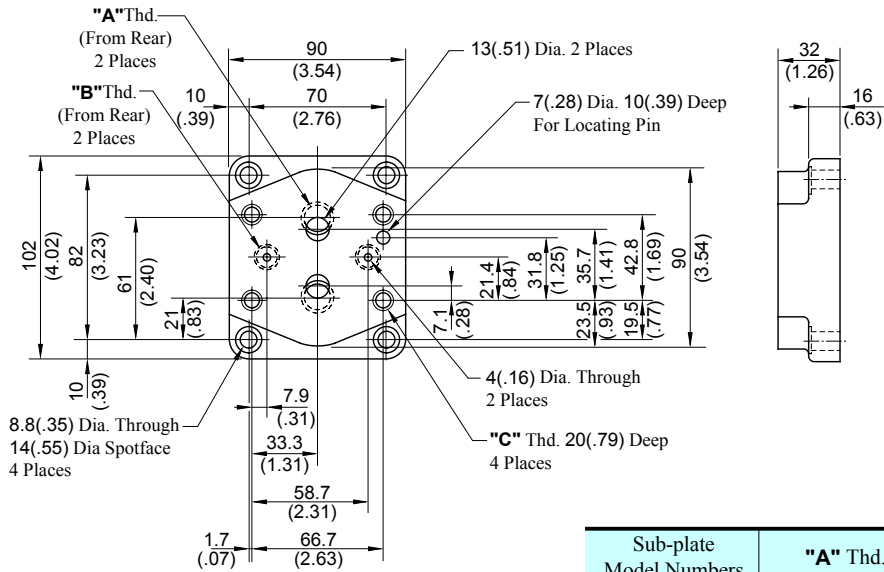 "A" Thd.
(From Rear)
2 Places
"B" Thd.
(From Rear)
2 Places
90
(3.54)
10
(.39)
70
(2.76)
13(.51) Dia. 2 Places
7(.28) Dia. 10(.39) Deep
For Locating Pin
32
(1.26)
16
(.63)
102
(4.02)
82
(3.23)
61
(2.40)
21
(.83)
10
(.39)
21.4
(.84)
31.8
(1.25)
35.7
(1.41)
42.8
(1.69)
90
(3.54)
7.1
(.28)
23.5
(.93)
19.5
(.77)
8.8(.35) Dia. Through
14(.55) Dia Spotface
4 Places
7.9
(.31)
33.3
(1.31)
58.7
(2.31)
1.7
(.07)
66.7
(2.63)
4(.16) Dia. Through
2 Places
"C" Thd. 20(.79) Deep
4 Places
Sub-plate
Model Numbers
"A" Thd.